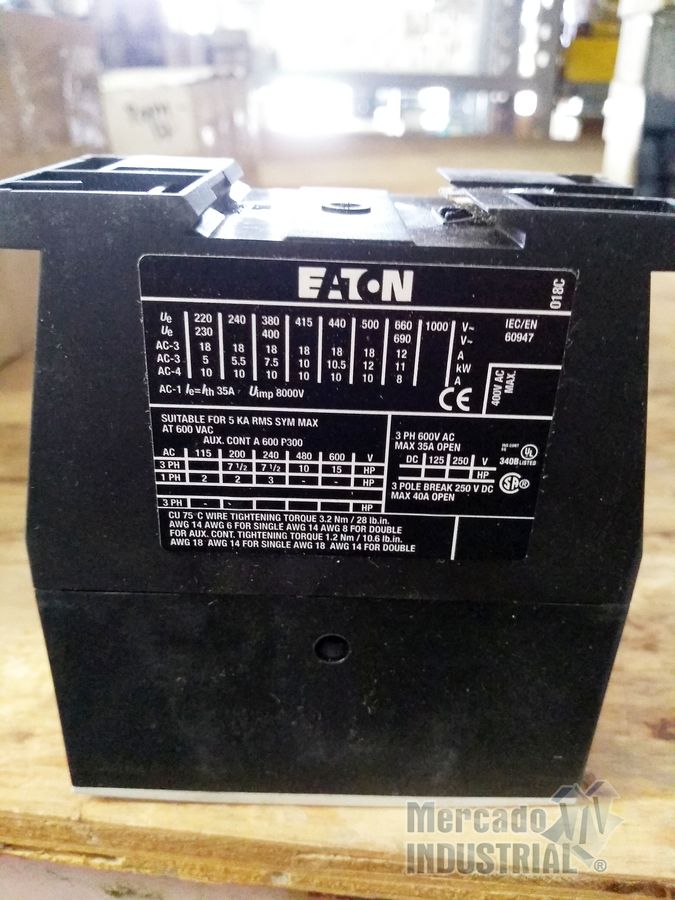 EATON
018C
Ue 220 240 380 415 440 500 660 1000 V~ IEC/EN
Ue 230 400 690 V~ 60947
AC-3 18 18 18 18 18 18 12 A
AC-3 5 5.5 7.5 10 10.5 12 11 kW
AC-4 10 10 10 10 10 10 8 A
AC-1 Ie=Ith 35A Uimp 8000V
CE
400V AC
MAX.
SUITABLE FOR 5 KA RMS SYM MAX
AT 600 VAC
AUX. CONT A 600 P300
AC 115 200 240 480 600 V
3 PH 7 1/2 7 1/2 10 15 HP
1 PH 2 2 3 - - HP
3 PH - - HP
3 PH 600V AC
MAX 35A OPEN
DC 125 250 V
HP
3 POLE BREAK 250 V DC
MAX 40A OPEN
IND. CONT
EQ.
340B LISTED
UL
CU 75°C WIRE TIGHTENING TORQUE 3.2 Nm / 28 lb.in.
AWG 14 AWG 6 FOR SINGLE AWG 14 AWG 8 FOR DOUBLE
FOR AUX. CONT. TIGHTENING TORQUE 1.2 Nm / 10.6 lb.in.
AWG 18 AWG 14 FOR SINGLE AWG 18 AWG 14 FOR DOUBLE
Mercado
INDUSTRIAL®